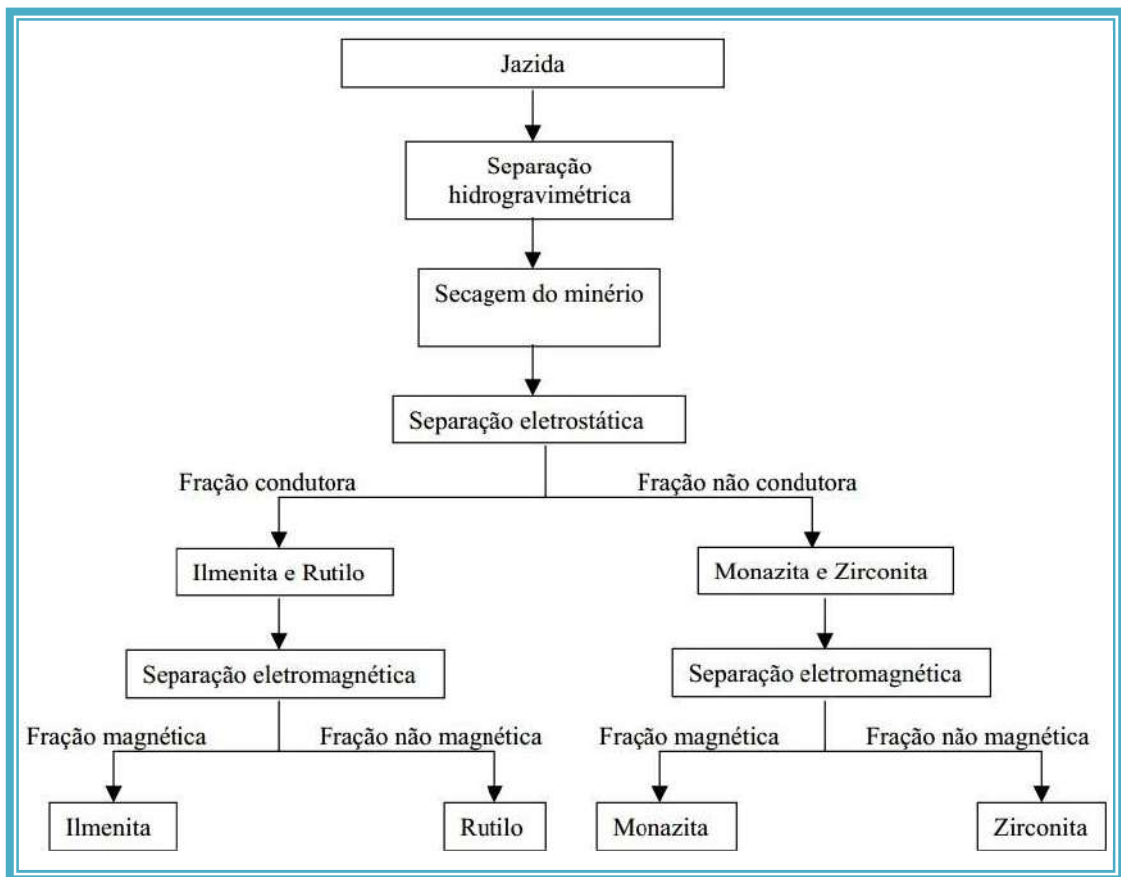 Jazida
Separação
hidrogravimétrica
Secagem do minério
Separação eletrostática
Fração condutora
Fração não condutora
Ilmenita e Rutilo
Monazita e Zirconita
Separação eletromagnética
Separação eletromagnética
Fração magnética
Fração não magnética
Fração magnética
Fração não magnética
Ilmenita
Rutilo
Monazita
Zirconita